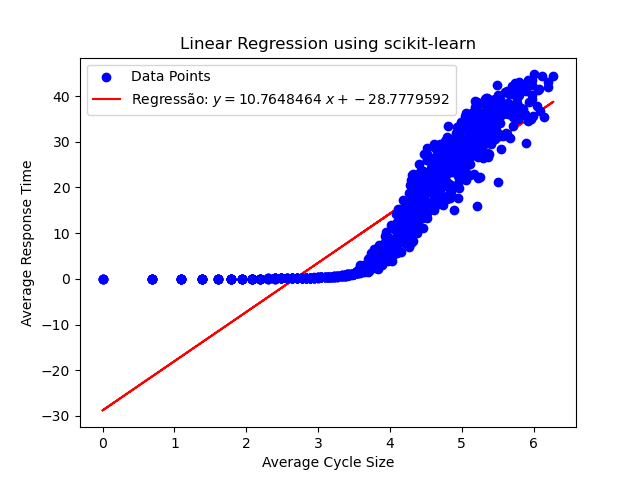 Linear Regression using scikit-learn
Data Points
Regressão: y = 10.7648464 x + −28.7779592
40
30
20
10
0
−10
−20
−30
Average Response Time
0 1 2 3 4 5 6
Average Cycle Size